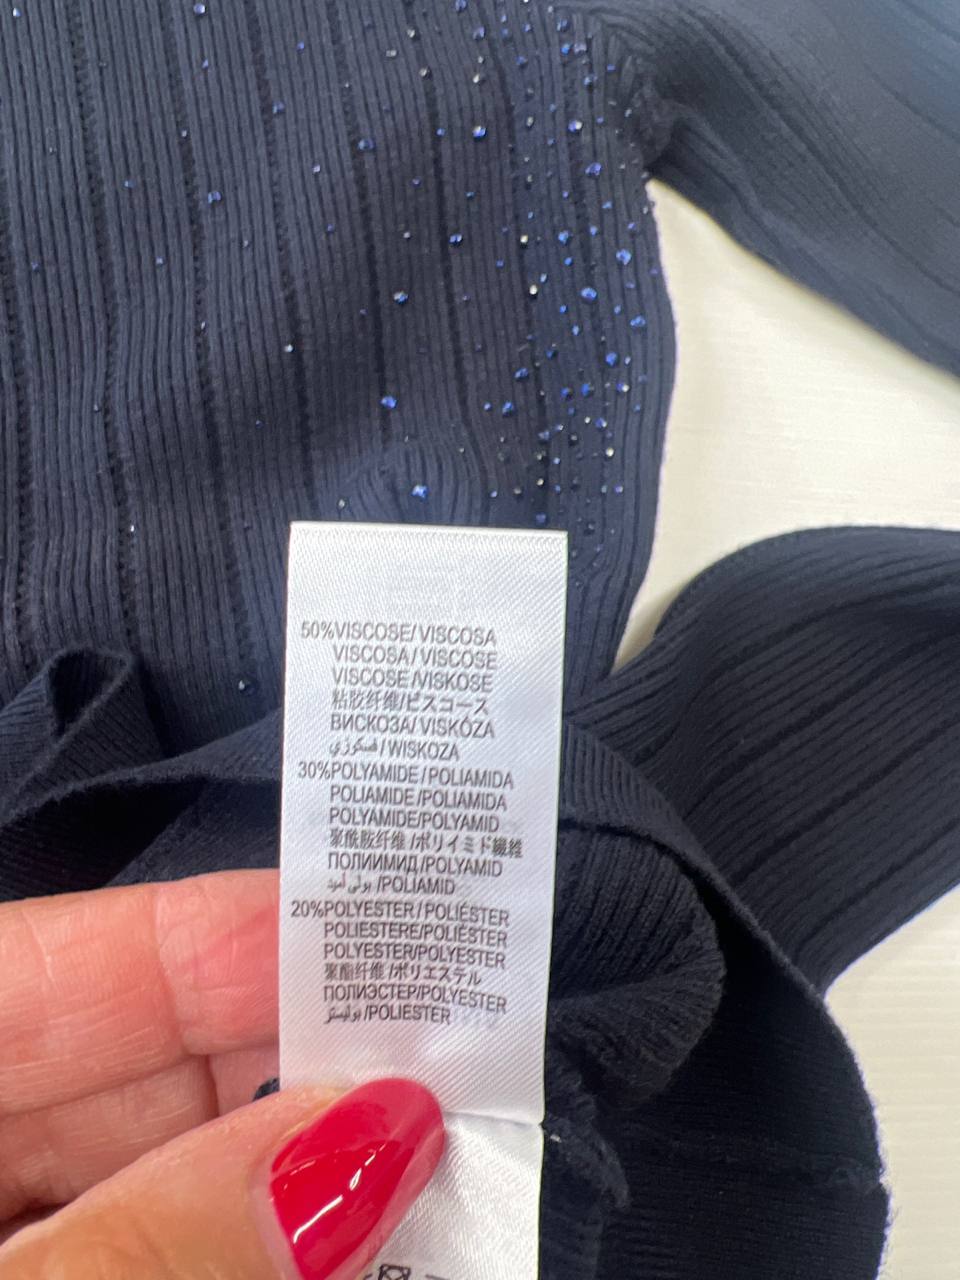 50%VISCOSE/VISCOSA
VISCOSA/VISCOSE
VISCOSE/VISKOSE
粘胶纤维/ビスコース
ВИСКОЗА/VISKÓZA
فسكوزي/WISKOZA
30%POLYAMIDE/POLIAMIDA
POLIAMIDE/POLIAMIDA
POLYAMIDE/POLYAMID
聚酰胺纤维/ポリイミド繊維
ПОЛИИМИД/POLYAMID
بولي أميد/POLIAMID
20%POLYESTER/POLIÉSTER
POLIESTERE/POLIÉSTER
POLYESTER/POLYESTER
聚酯纤维/ポリエステル
ПОЛИЭСТЕР/POLYESTER
بوليستر/POLIESTER